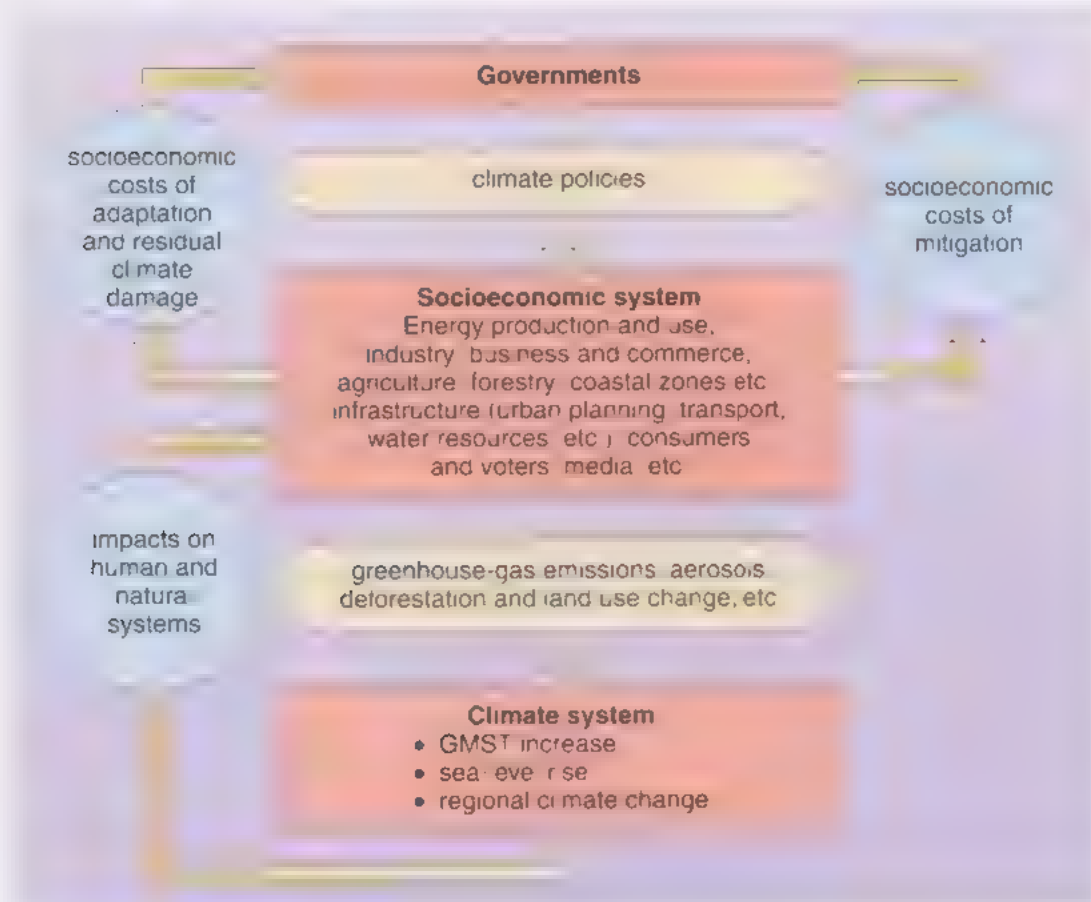 Governments
climate policies
socioeconomic
costs of
adaptation
and residual
climate
damage
socioeconomic
costs of
mitigation
Socioeconomic system
Energy production and use,
industry business and commerce,
agriculture forestry coastal zones etc
infrastructure (urban planning transport,
water resources etc ) consumers
and voters media etc
impacts on
human and
natural
systems
greenhouse-gas emissions aerosols
deforestation and land use change, etc
Climate system
• GMST increase
• sea-level rise
• regional climate change